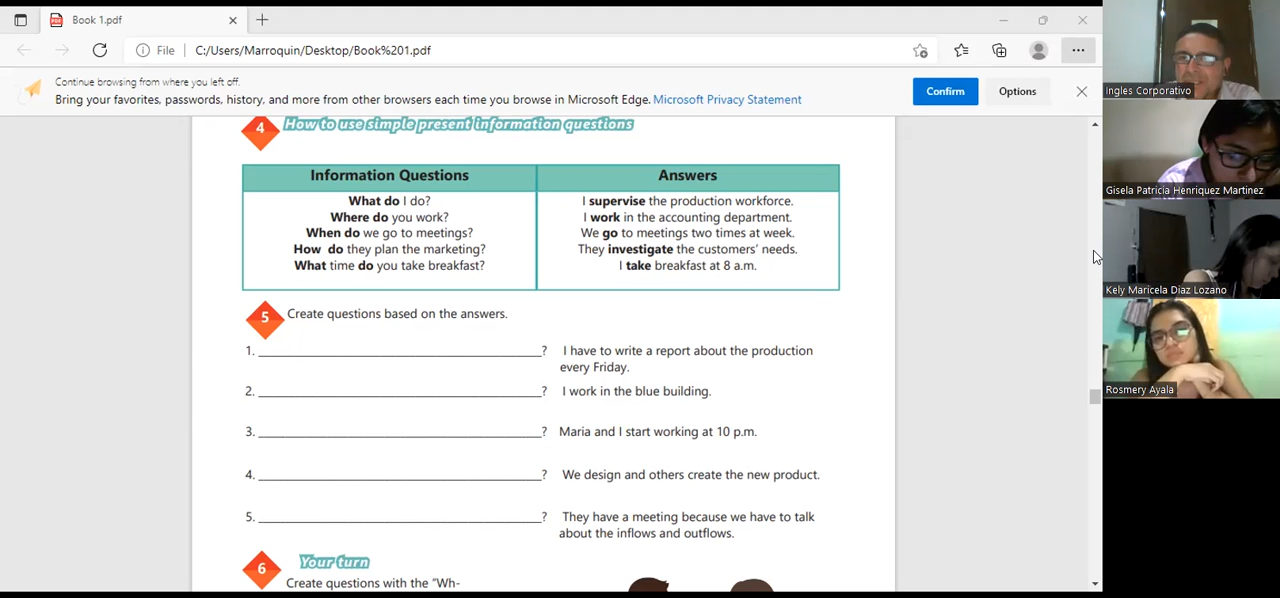 Book 1.pdf
File C:/Users/Marroquin/Desktop/Book%201.pdf
Continue browsing from where you left off.
Bring your favorites, passwords, history, and more from other browsers each time you browse in Microsoft Edge. Microsoft Privacy Statement
Confirm
Options
4 How to use simple present information questions
Information Questions Answers
What do I do? I supervise the production workforce.
Where do you work? I work in the accounting department.
When do we go to meetings? We go to meetings two times at week.
How do they plan the marketing? They investigate the customers' needs.
What time do you take breakfast? I take breakfast at 8 a.m.
5 Create questions based on the answers.
1. ______________________________? I have to write a report about the production
every Friday.
2. ______________________________? I work in the blue building.
3. ______________________________? Maria and I start working at 10 p.m.
4. ______________________________? We design and others create the new product.
5. ______________________________? They have a meeting because we have to talk
about the inflows and outflows.
6 Your turn
Create questions with the "Wh-
Ingles Corporativo
Gisela Patricia Henriquez Martinez
Kely Maricela Diaz Lozano
Rosmery Ayala